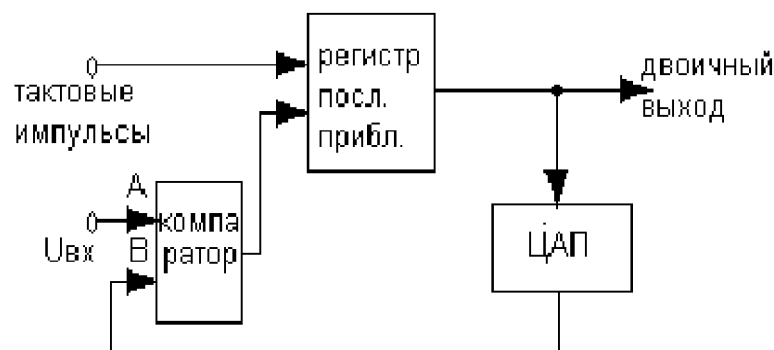 регистр
посл.
прибл.
двоичный
выход
тактовые
импульсы
A
компа
ратор
Uвх
B
ЦАП